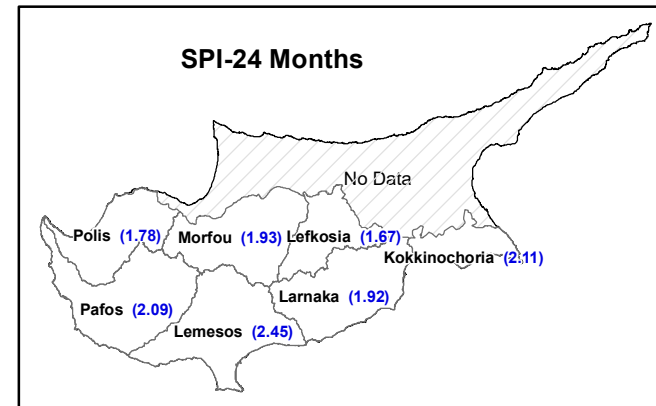 SPI-24 Months
No Data
Polis (1.78)
Morfou (1.93)
Lefkosia (1.67)
Kokkinochoria (2.11)
Pafos (2.09)
Larnaka (1.92)
Lemesos (2.45)